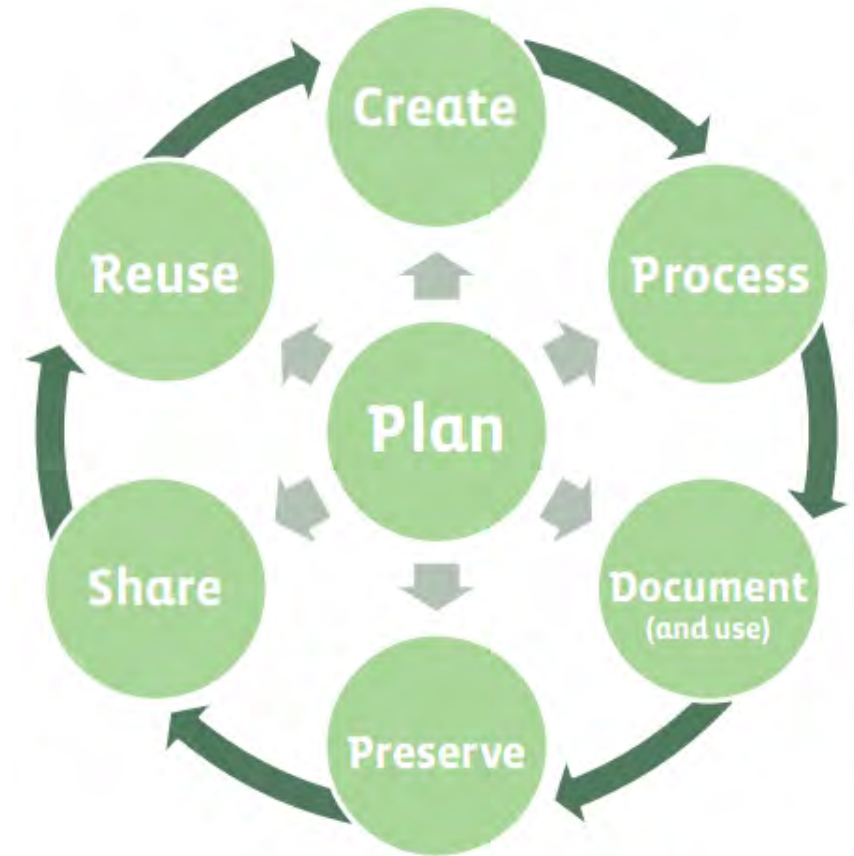 Create
Process
Document
(and use)
Preserve
Share
Reuse
Plan